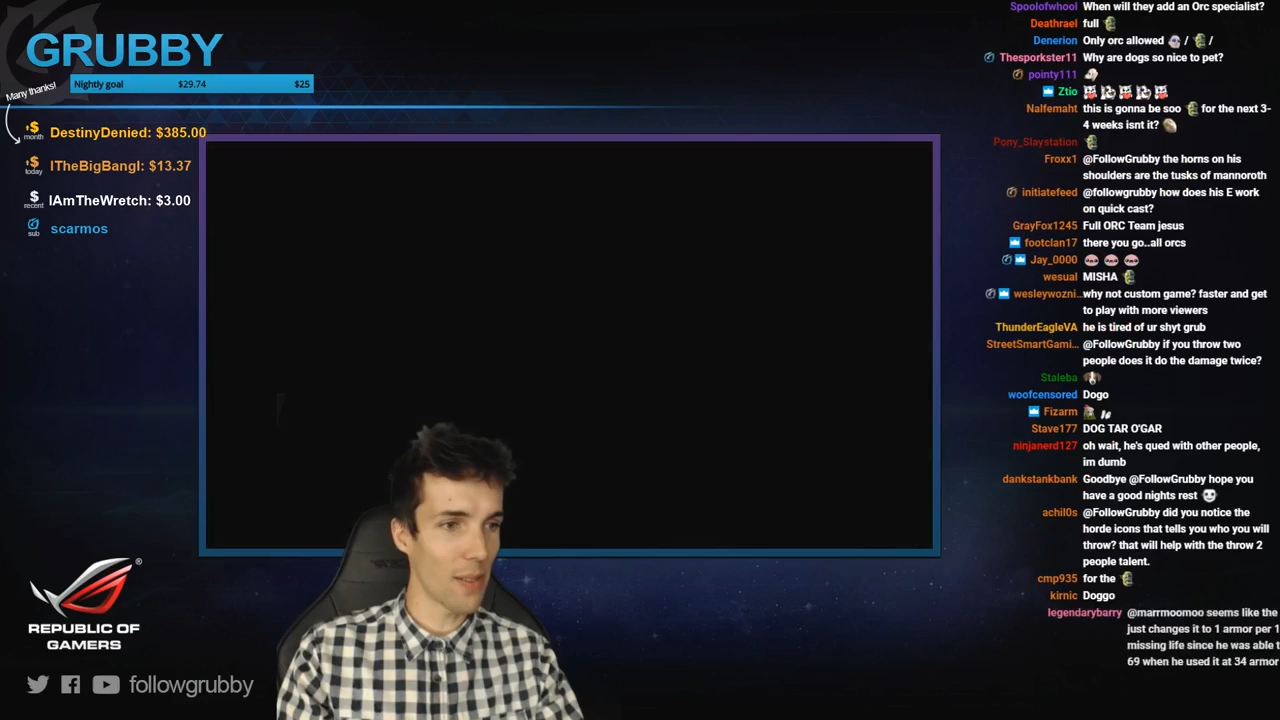 GRUBBY
Nightly goal $29.74 $25
Many thanks!
$ month DestinyDenied: $385.00
$ today ITheBigBangI: $13.37
$ recent IAmTheWretch: $3.00
sub scarmos
REPUBLIC OF
GAMERS
followgrubby
Spoolofwhool When will they add an Orc specialist?
Deathrael full
Denerion Only orc allowed / /
Thesporkster11 Why are dogs so nice to pet?
pointy111
Ztio
Nalfemaht this is gonna be soo for the next 3-
4 weeks isnt it?
Pony_Slaystation
Froxx1 @FollowGrubby the horns on his
shoulders are the tusks of mannoroth
initiatefeed @followgrubby how does his E work
on quick cast?
GrayFox1245 Full ORC Team jesus
footclan17 there you go..all orcs
Jay_0000
wesual MISHA
wesleywozni... why not custom game? faster and get
to play with more viewers
ThunderEagleVA he is tired of ur shyt grub
StreetSmartGami... @FollowGrubby if you throw two
people does it do the damage twice?
Staleba
woofcensored Dogo
Fizarm
Stave177 DOG TAR O'GAR
ninjanerd127 oh wait, he's qued with other people,
im dumb
dankstankbank Goodbye @FollowGrubby hope you
have a good nights rest
achil0s @FollowGrubby did you notice the
horde icons that tells you who you will
throw? that will help with the throw 2
people talent.
cmp935 for the
kirnic Doggo
legendarybarry @marrmoomoo seems like the
just changes it to 1 armor per 1
missing life since he was able t
69 when he used it at 34 armor